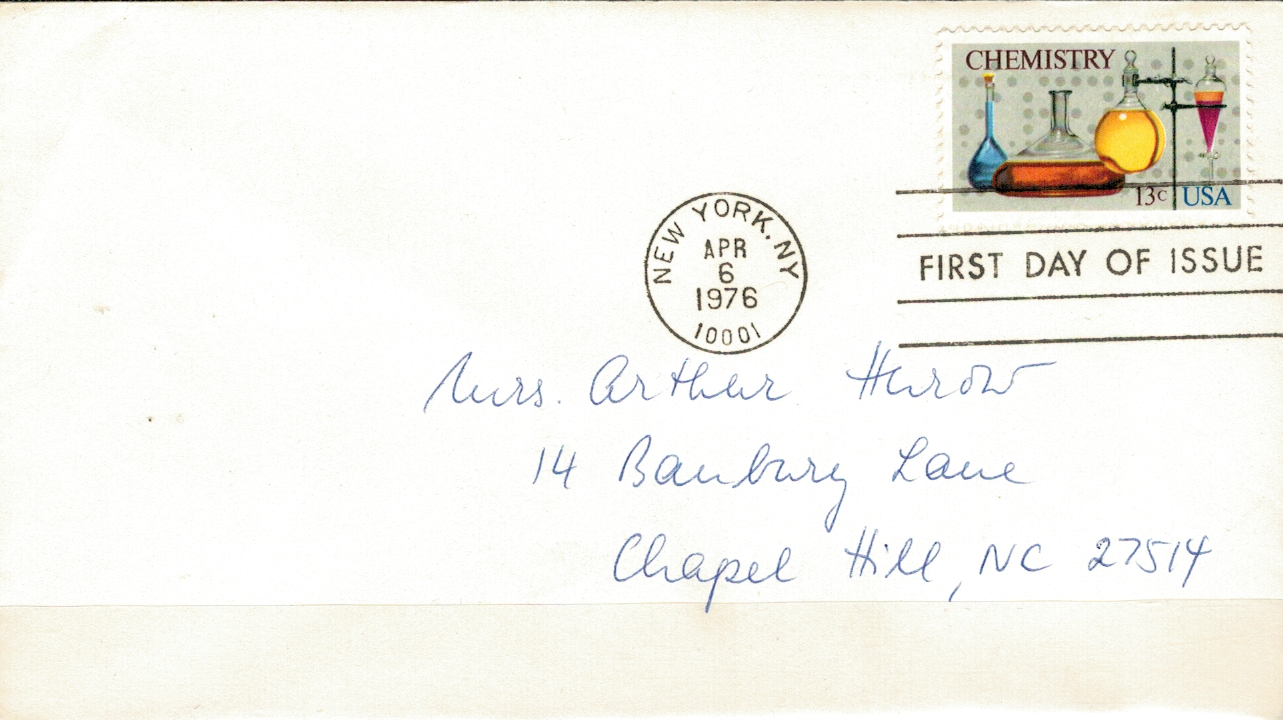 CHEMISTRY
13c USA
NEW YORK, NY
APR
6
1976
10001
FIRST DAY OF ISSUE
Mrs. Arthur
14 Banbury Lane
Chapel Hill, NC 27514